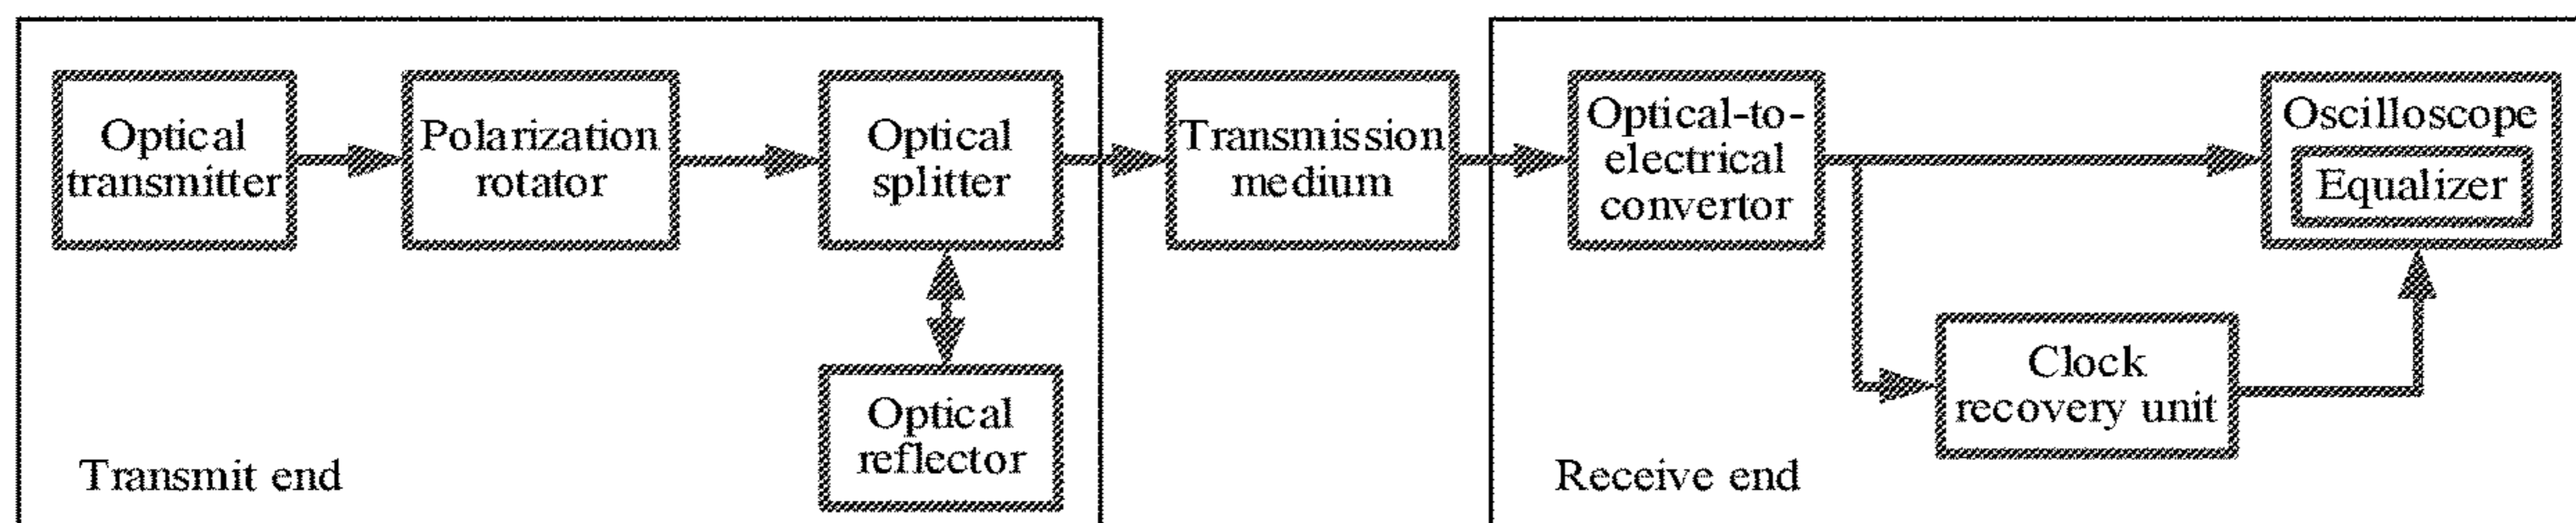 Optical
transmitter
Polarization
rotator
Optical
splitter
Transmission
medium
Optical-to-
electrical
convertor
Oscilloscope
Equalizer
Optical
reflector
Clock
recovery unit
Transmit end
Receive end